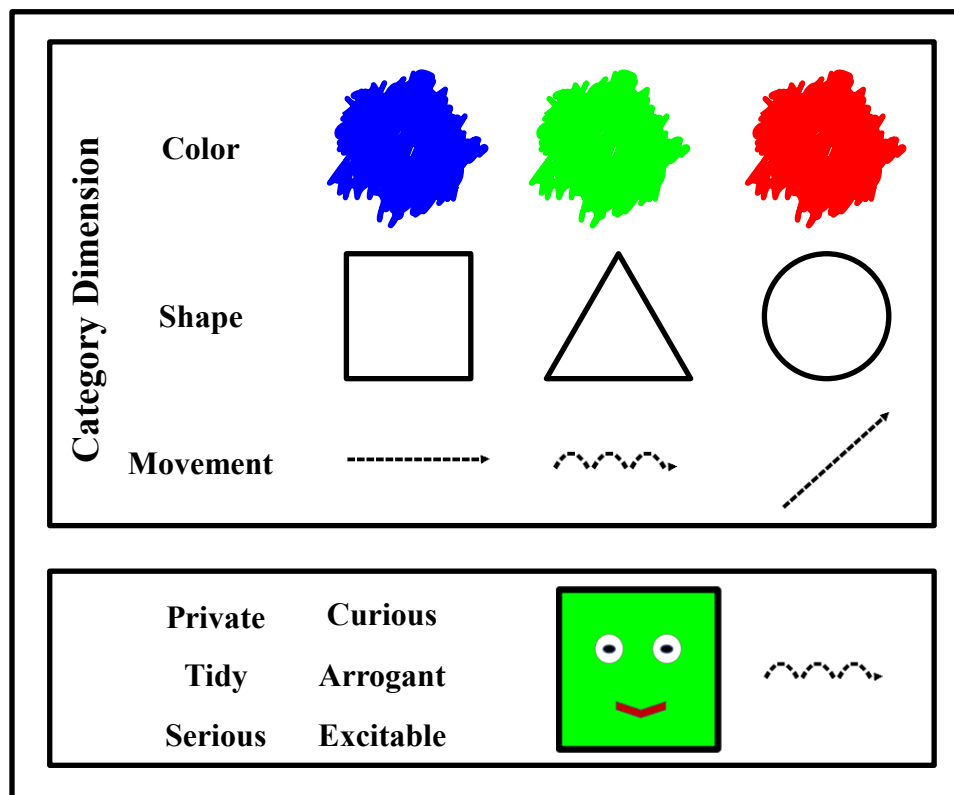 Category Dimension
Color
Shape
Movement
Private Curious
Tidy Arrogant
Serious Excitable